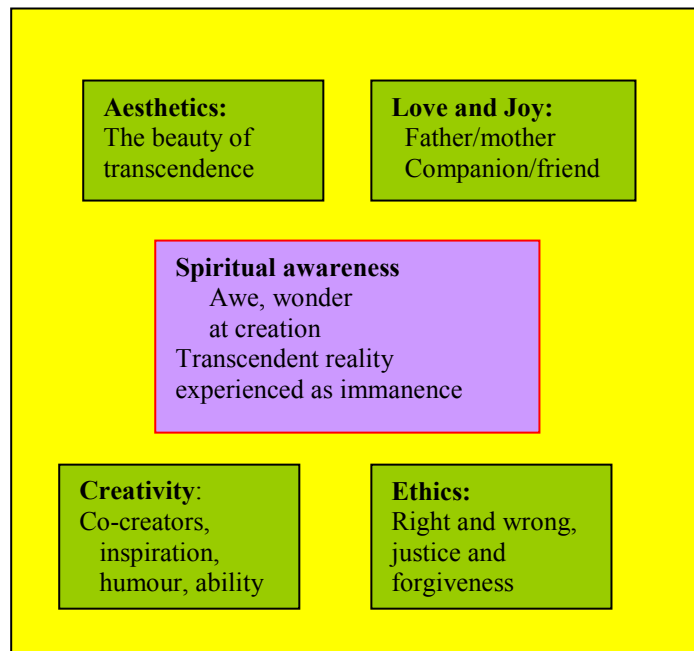 Aesthetics:
The beauty of
transcendence
Love and Joy:
Father/mother
Companion/friend
Spiritual awareness
Awe, wonder
at creation
Transcendent reality
experienced as immanence
Creativity:
Co-creators,
inspiration,
humour, ability
Ethics:
Right and wrong,
justice and
forgiveness